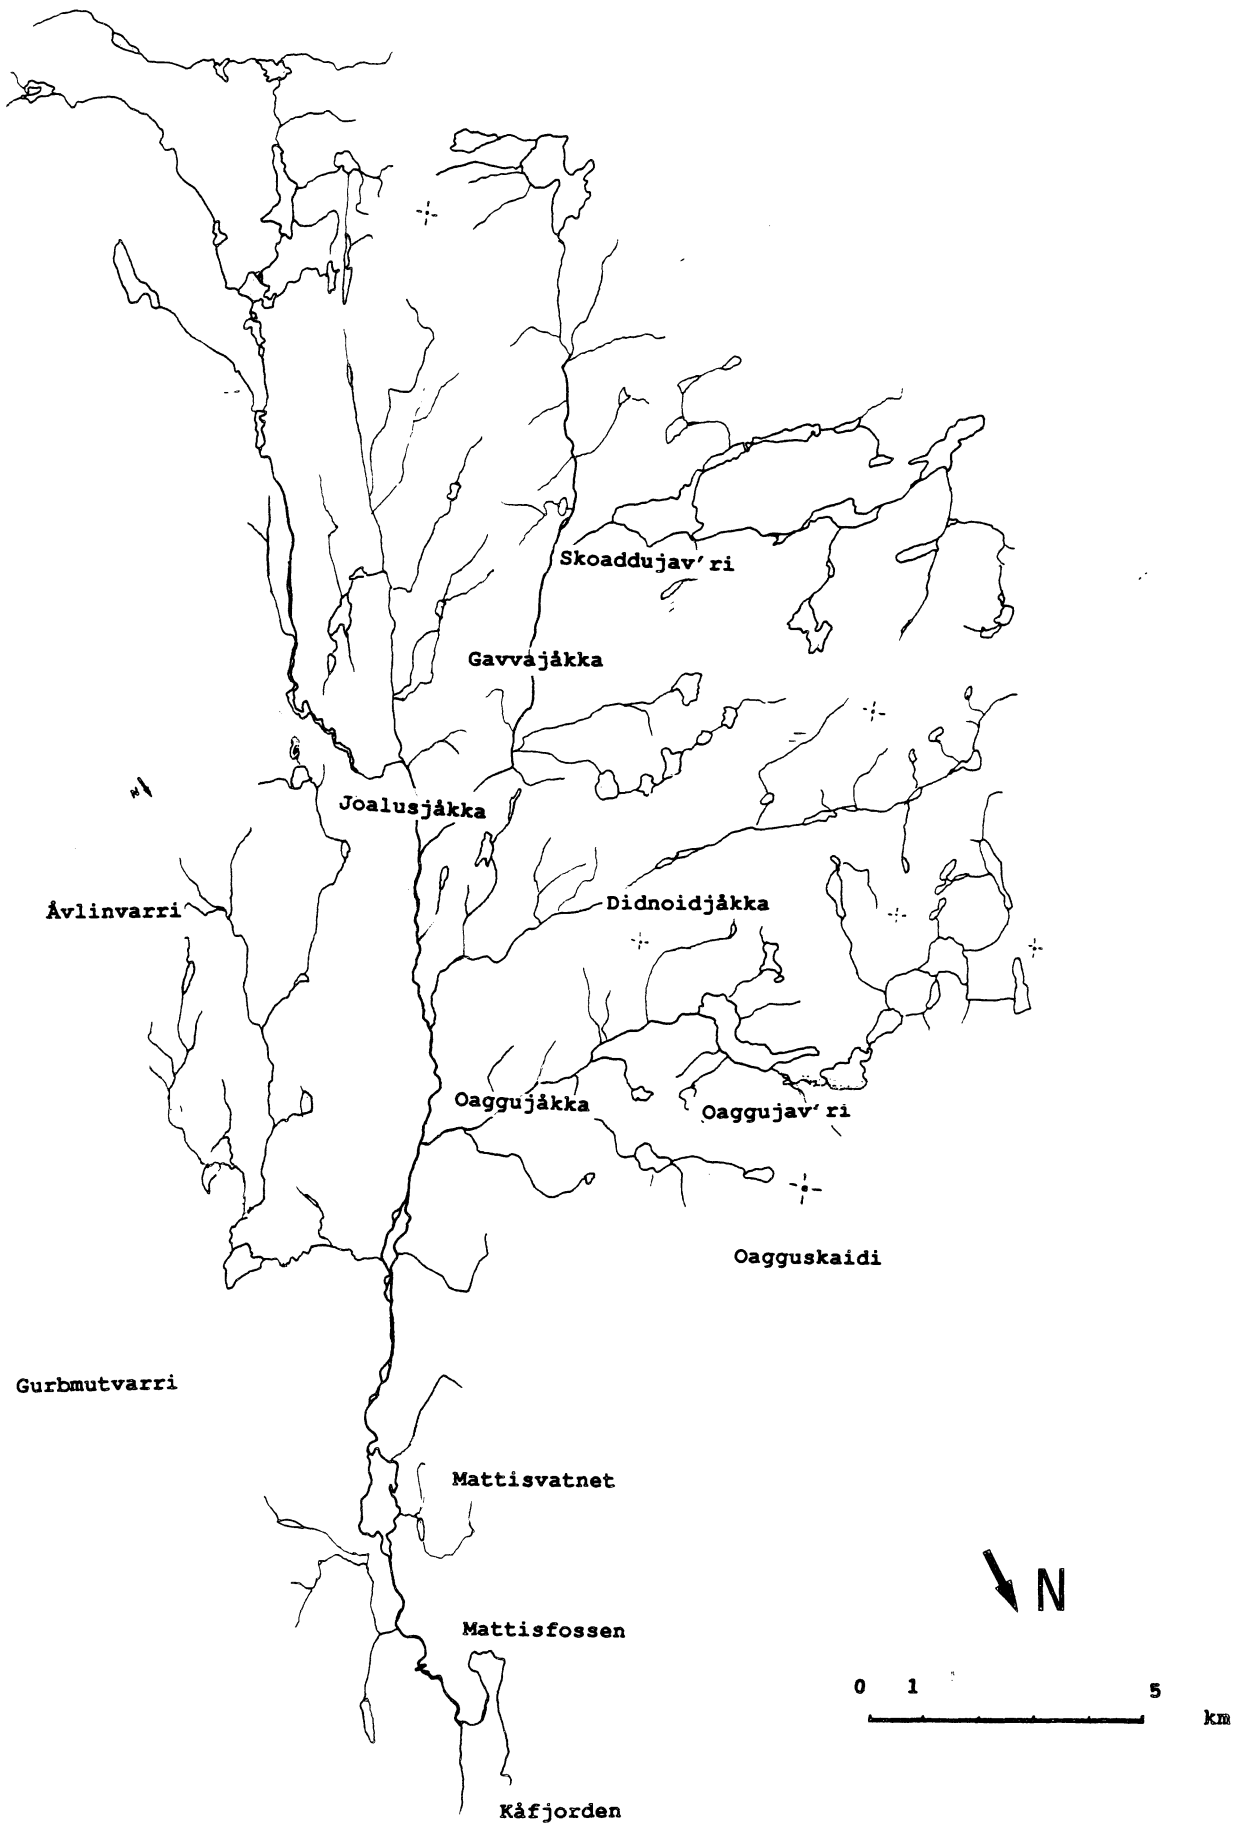 Skoaddujav'ri
Gavvajåkka
Joalusjåkka
Åvlinvarri
Didnoidjåkka
Oaggujåkka
Oaggujav'ri
Oagguskaidi
Gurbmutvarri
Mattisvatnet
N
Mattisfossen
0 1 5
km
Kåfjorden